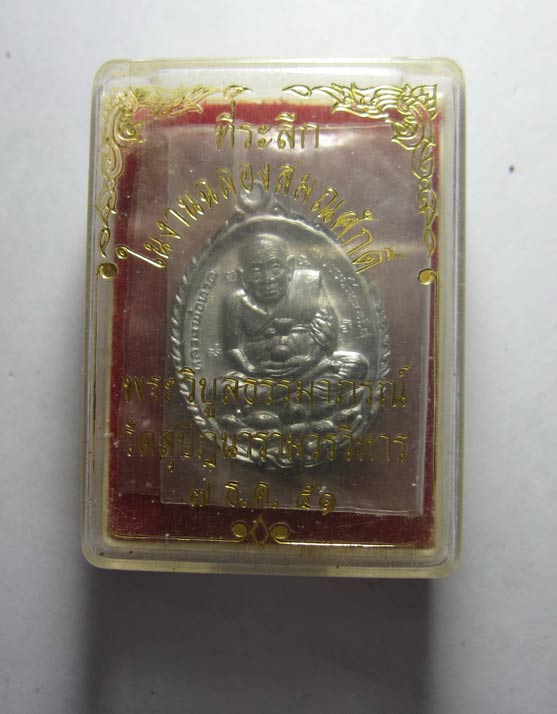 ที่ระลึก
ในงานฉลองสมณศักดิ์
พระวิบูลธรรมาภรณ์
วัดสุปัฏนารามวรวิหาร
๗ ธ.ค. ๕๑